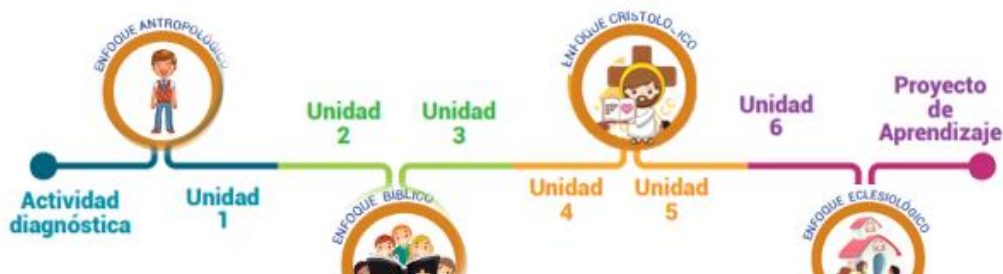 ENFOQUE ANTROPOLÓGICO
ENFOQUE CRISTOLÓGICO
Unidad
2
Unidad
3
Unidad
6
Proyecto
de
Aprendizaje
Actividad
diagnóstica
Unidad
1
ENFOQUE BÍBLICO
Unidad
4
Unidad
5
ENFOQUE ECLESIOLÓGICO